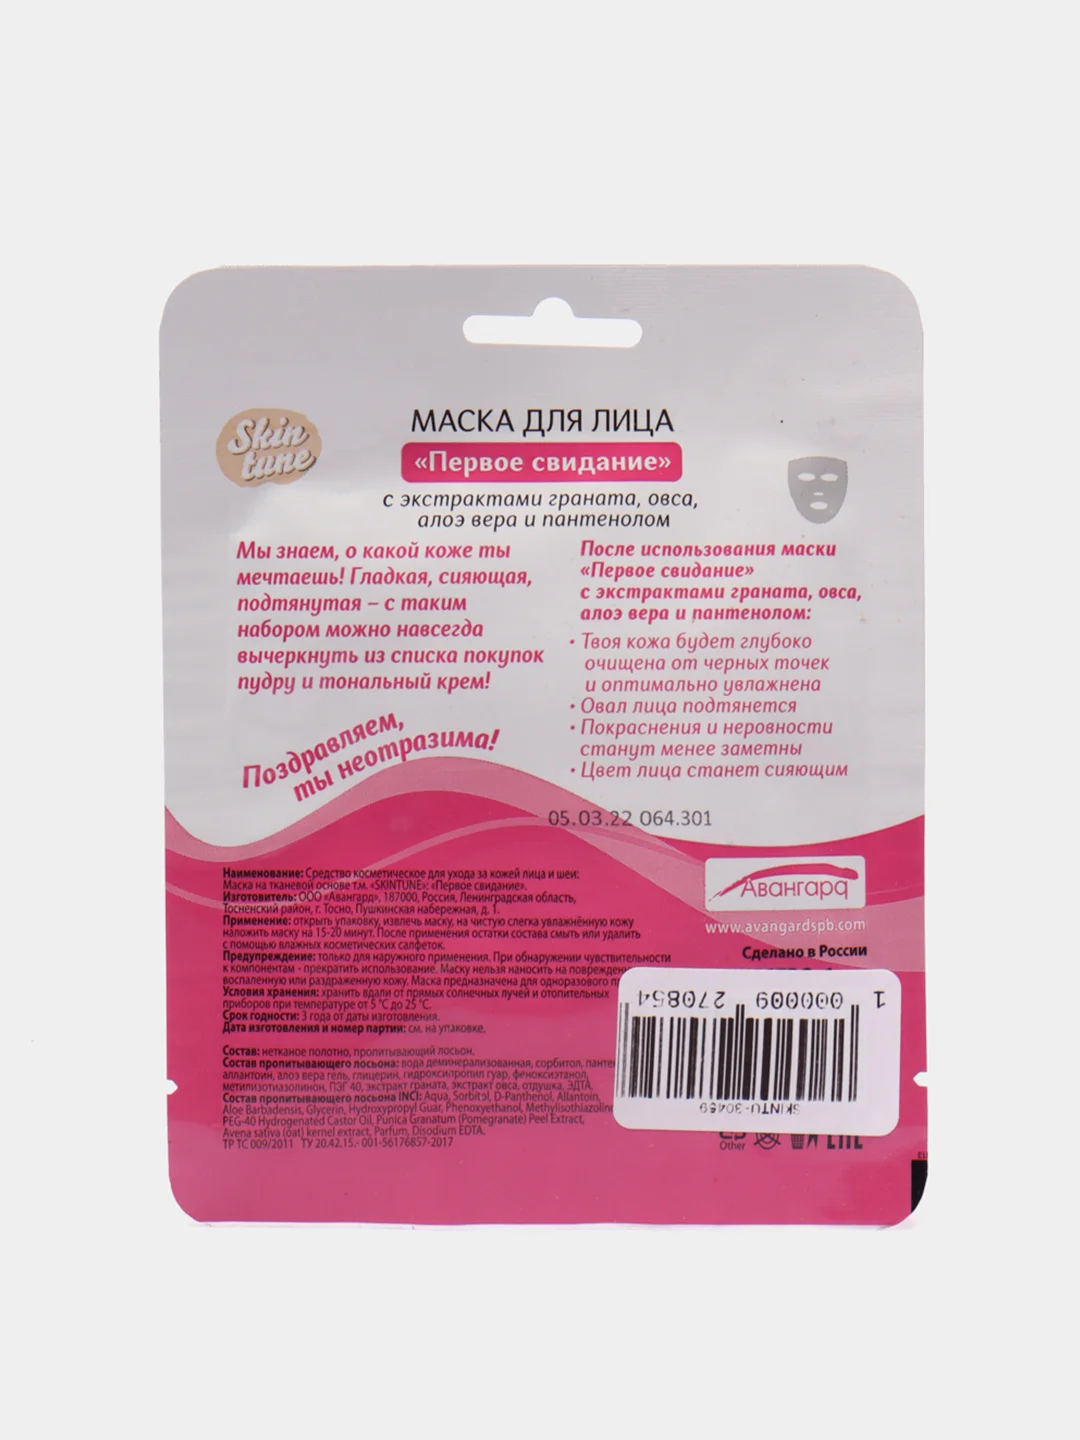 Skin
tune
МАСКА ДЛЯ ЛИЦА
«Первое свидание»
с экстрактами граната, овса,
алоэ вера и пантенолом
Мы знаем, о какой коже ты
мечтаешь! Гладкая, сияющая,
подтянутая – с таким
набором можно навсегда
вычеркнуть из списка покупок
пудру и тональный крем!
Поздравляем,
ты неотразима!
После использования маски
«Первое свидание»
с экстрактами граната, овса,
алоэ вера и пантенолом:
• Твоя кожа будет глубоко
очищена от черных точек
и оптимально увлажнена
• Овал лица подтянется
• Покраснения и неровности
станут менее заметны
• Цвет лица станет сияющим
05.03.22 064.301
Наименование: Средство косметическое для ухода за кожей лица и шеи:
Маска на тканевой основе т.м. «SKINTUNE»: «Первое свидание».
Изготовитель: ООО «Авангард», 187000, Россия, Ленинградская область,
Тосненский район, г. Тосно, Пушкинская набережная, д. 1.
Применение: открыть упаковку, извлечь маску, на чистую слегка увлажнённую кожу
наложить маску на 15-20 минут. После применения остатки состава смыть или удалить
с помощью влажных косметических салфеток.
Предупреждение: только для наружного применения. При обнаружении чувствительности
к компонентам - прекратить использование. Маску нельзя наносить на поврежден
воспаленную или раздраженную кожу. Маска предназначена для одноразового п
Условия хранения: хранить вдали от прямых солнечных лучей и отопительных
приборов при температуре от 5 °С до 25 °С.
Срок годности: 3 года от даты изготовления.
Дата изготовления и номер партии: см. на упаковке.
Состав: нетканое полотно, пропитывающий лосьон.
Состав пропитывающего лосьона: вода деминерализованная, сорбитол, пантен
аллантоин, алоэ вера гель, глицерин, гидроксипропил гуар, феноксиэтанол,
метилизотиазолинон, ПЭГ 40, экстракт граната, экстракт овса, отдушка, ЭДТА.
Состав пропитывающего лосьона INCI: Aqua, Sorbitol, D-Panthenol, Allantoin,
Aloe Barbadensis, Glycerin, Hydroxypropyl Guar, Phenoxyethanol, Methylisothiazolino
PEG-40 Hydrogenated Castor Oil, Punica Granatum (Pomegranate) Peel Extract,
Avena sativa (oat) kernel extract, Parfum, Disodium EDTA.
ТР ТС 009/2011 ТУ 20.42.15.- 001-56176857-2017
Авангард
www.avangardspb.com
Сделано в России
1 000009 270854
SKINTU-30459
Other
EAC